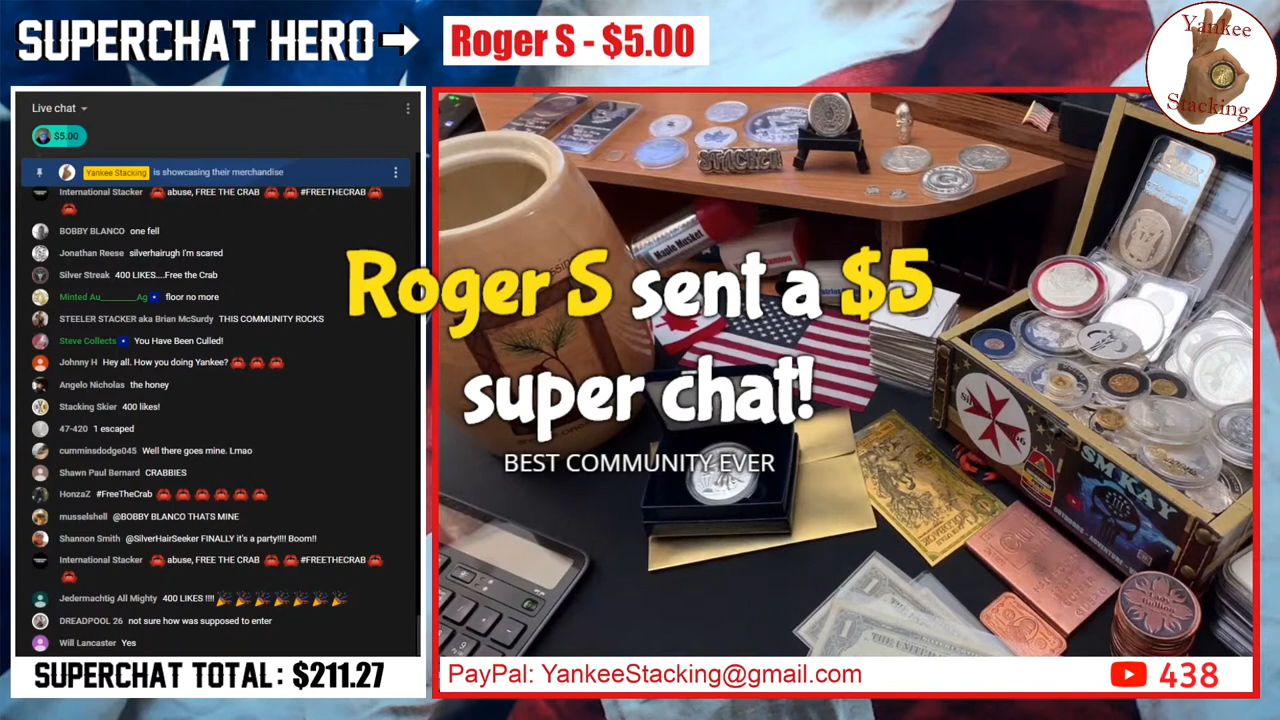 SUPERCHAT HERO
Roger S - $5.00
Yankee
Stacking
Live chat
$5.00
Yankee Stacking is showcasing their merchandise
International Stacker 🦀 abuse, FREE THE CRAB 🦀 🦀 #FREETHECRAB 🦀
🦀
BOBBY BLANCO one fell
Jonathan Reese silverhairugh I'm scared
Silver Streak 400 LIKES....Free the Crab
Minted Au________Ag floor no more
STEELER STACKER aka Brian McSurdy THIS COMMUNITY ROCKS
Steve Collects You Have Been Culled!
Johnny H Hey all. How you doing Yankee? 🦀 🦀 🦀
Angelo Nicholas the honey
Stacking Skier 400 likes!
47-420 1 escaped
cumminsdodge045 Well there goes mine. Lmao
Shawn Paul Bernard CRABBIES
HonzaZ #FreeTheCrab 🦀 🦀 🦀 🦀 🦀 🦀
musselshell @BOBBY BLANCO THATS MINE
Shannon Smith @SilverHairSeeker FINALLY it's a party!!!! Boom!!
International Stacker 🦀 abuse, FREE THE CRAB 🦀 🦀 #FREETHECRAB 🦀
🦀
Jedermachtig All Mighty 400 LIKES !!!! 🎉 🎉 🎉 🎉 🎉 🎉 🎉
DREADPOOL 26 not sure how was supposed to enter
Will Lancaster Yes
SUPERCHAT TOTAL: $211.27
STACKER
Maple Musket
Roger S sent a $5
super chat!
BEST COMMUNITY EVER
SMKAY
Lady
Bullion
PayPal: YankeeStacking@gmail.com
438